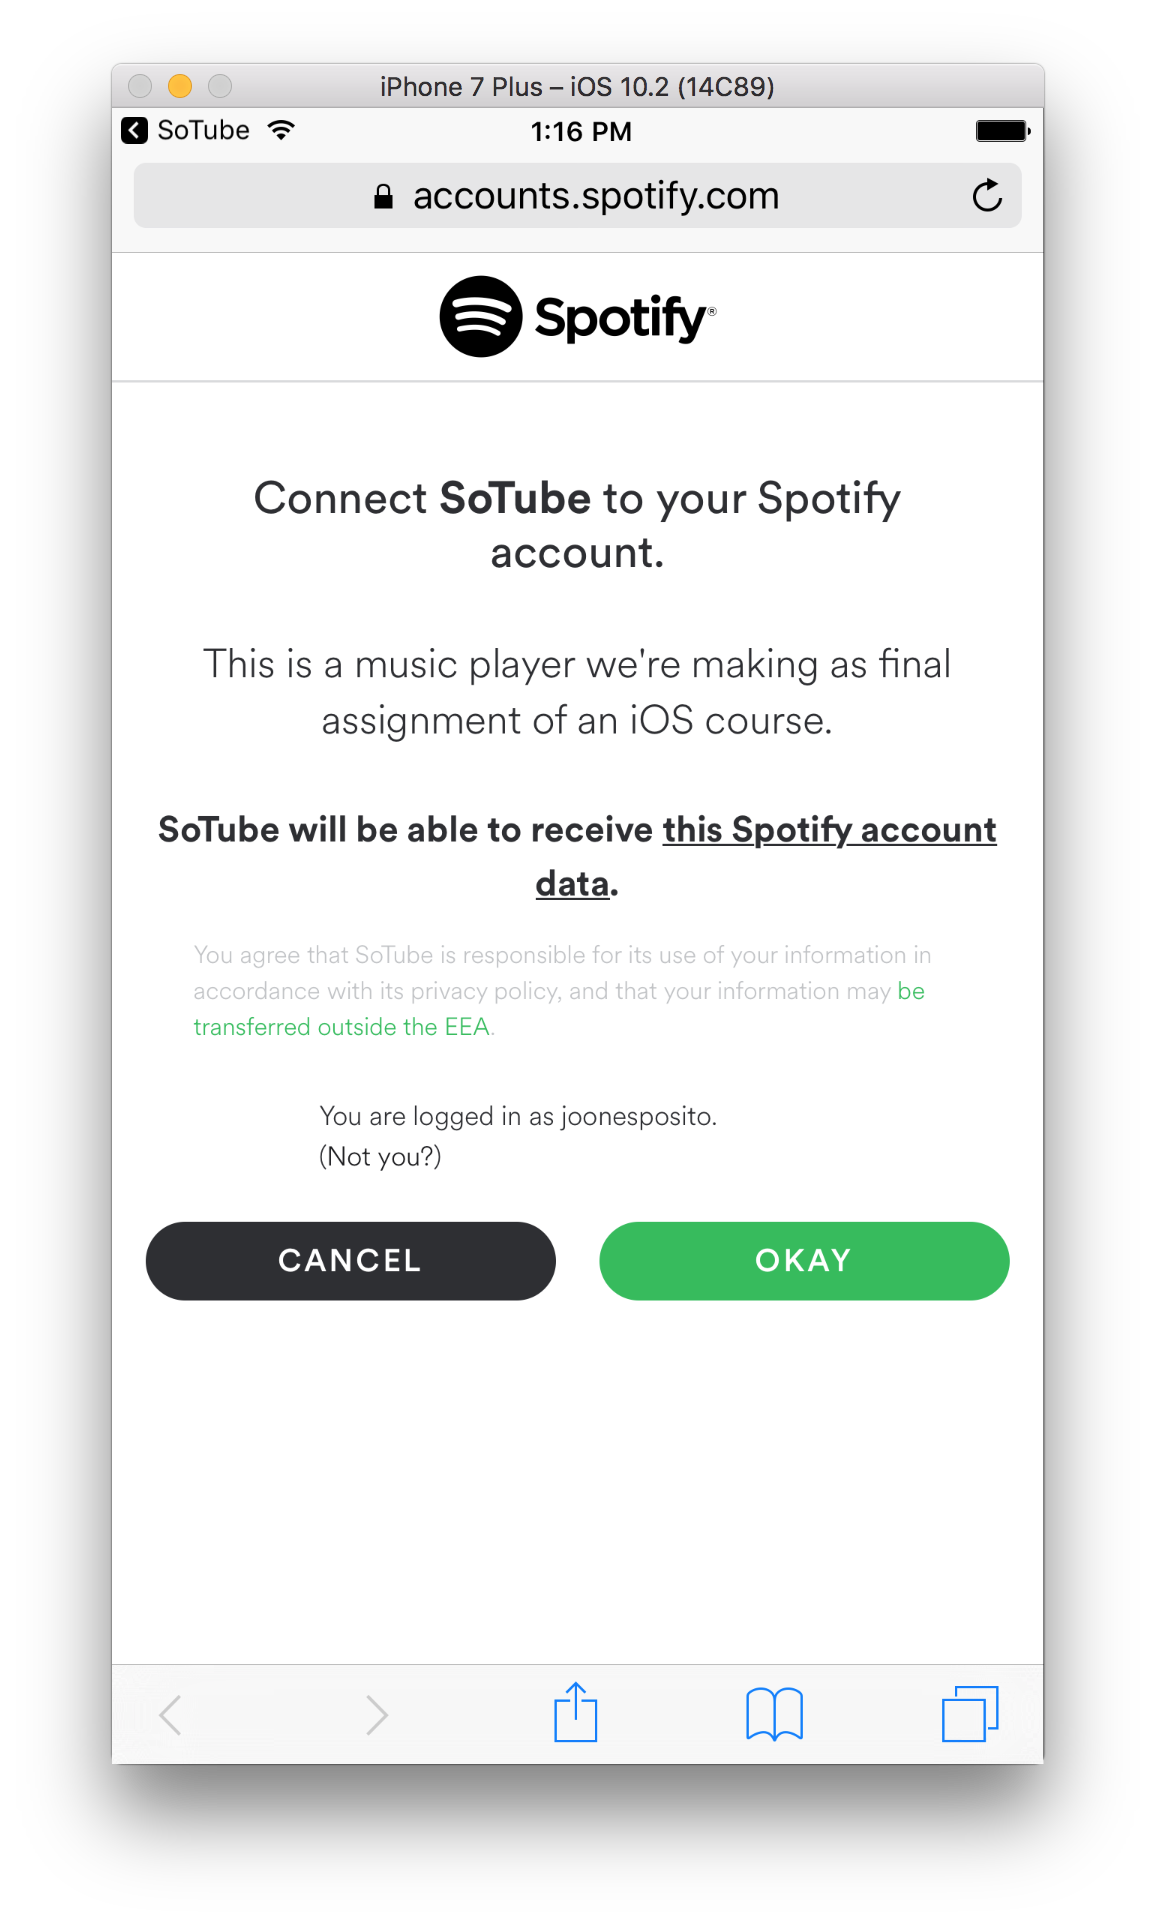 iPhone 7 Plus – iOS 10.2 (14C89)
SoTube 1:16 PM
accounts.spotify.com
Spotify®
Connect SoTube to your Spotify
account.
This is a music player we're making as final
assignment of an iOS course.
SoTube will be able to receive this Spotify account
data.
You agree that SoTube is responsible for its use of your information in
accordance with its privacy policy, and that your information may be
transferred outside the EEA.
You are logged in as joonesposito.
(Not you?)
CANCEL OKAY